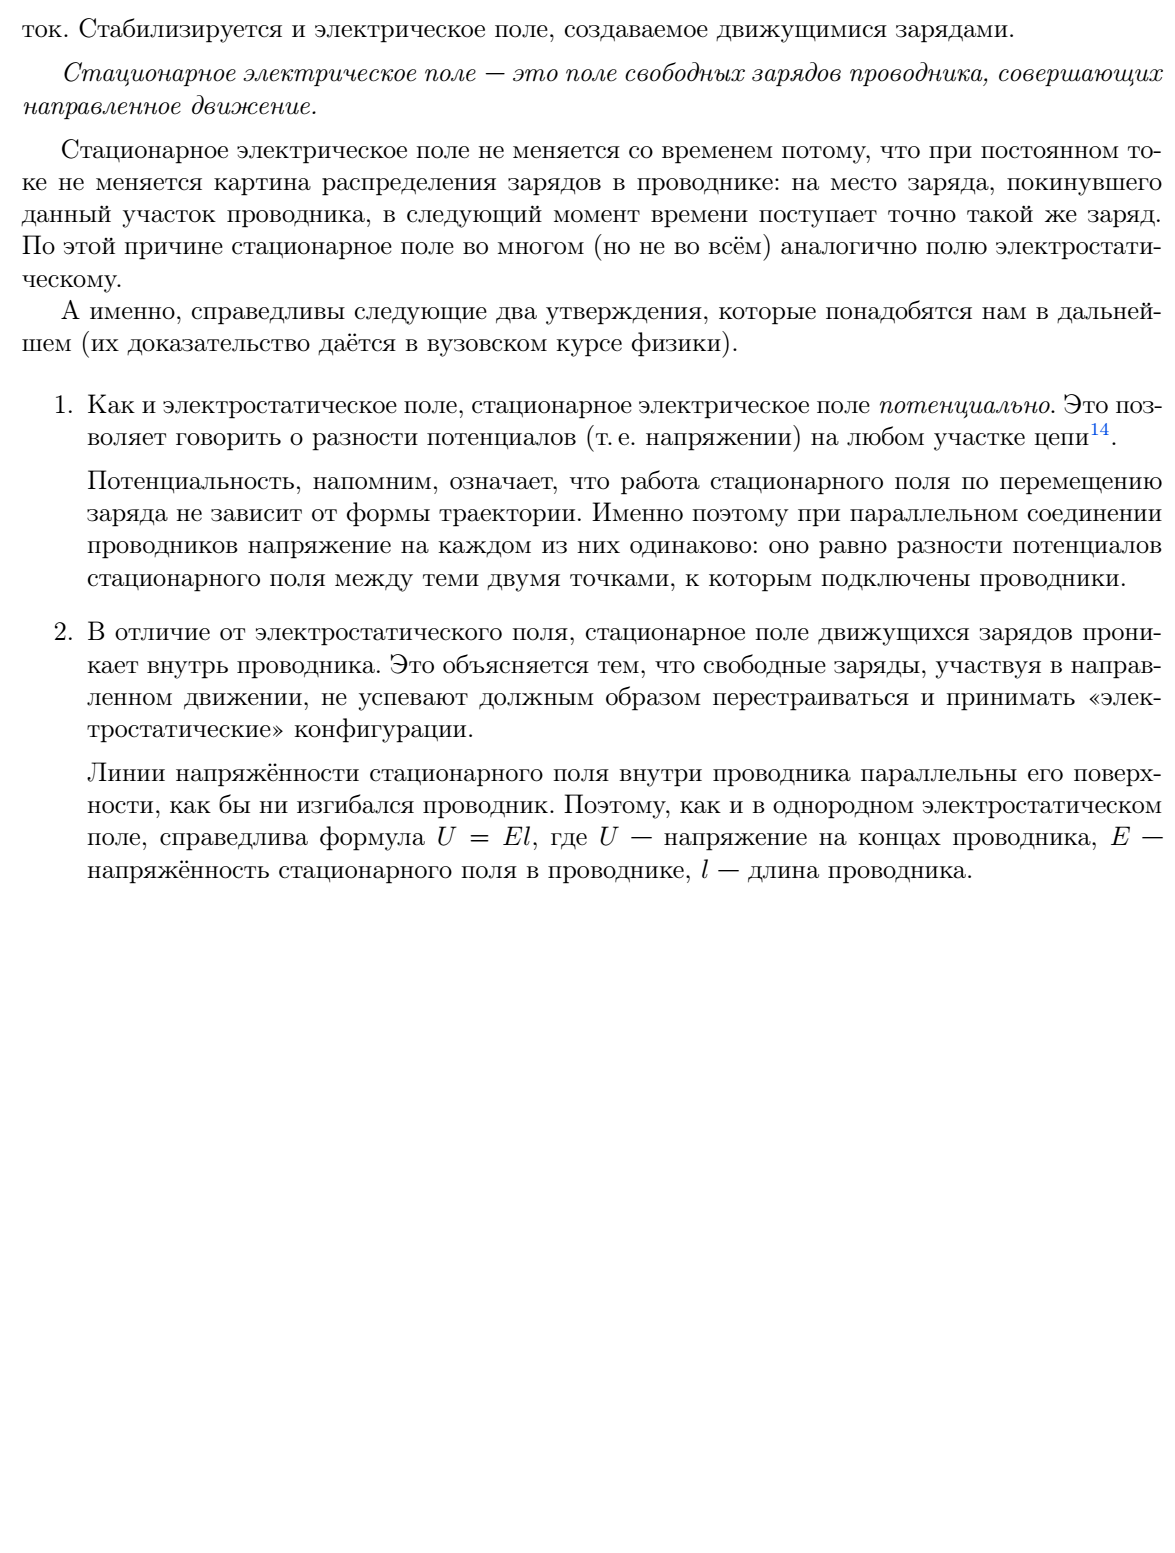 ток. Стабилизируется и электрическое поле, создаваемое движущимися зарядами.
Стационарное электрическое поле — это поле свободных зарядов проводника, совершающих
направленное движение.
Стационарное электрическое поле не меняется со временем потому, что при постоянном то-
ке не меняется картина распределения зарядов в проводнике: на место заряда, покинувшего
данный участок проводника, в следующий момент времени поступает точно такой же заряд.
По этой причине стационарное поле во многом (но не во всём) аналогично полю электростати-
ческому.
А именно, справедливы следующие два утверждения, которые понадобятся нам в дальней-
шем (их доказательство даётся в вузовском курсе физики).
1. Как и электростатическое поле, стационарное электрическое поле потенциально. Это поз-
воляет говорить о разности потенциалов (т. е. напряжении) на любом участке цепи14.
Потенциальность, напомним, означает, что работа стационарного поля по перемещению
заряда не зависит от формы траектории. Именно поэтому при параллельном соединении
проводников напряжение на каждом из них одинаково: оно равно разности потенциалов
стационарного поля между теми двумя точками, к которым подключены проводники.
2. В отличие от электростатического поля, стационарное поле движущихся зарядов прони-
кает внутрь проводника. Это объясняется тем, что свободные заряды, участвуя в направ-
ленном движении, не успевают должным образом перестраиваться и принимать «элек-
тростатические» конфигурации.
Линии напряжённости стационарного поля внутри проводника параллельны его поверх-
ности, как бы ни изгибался проводник. Поэтому, как и в однородном электростатическом
поле, справедлива формула U = El, где U — напряжение на концах проводника, E —
напряжённость стационарного поля в проводнике, l — длина проводника.